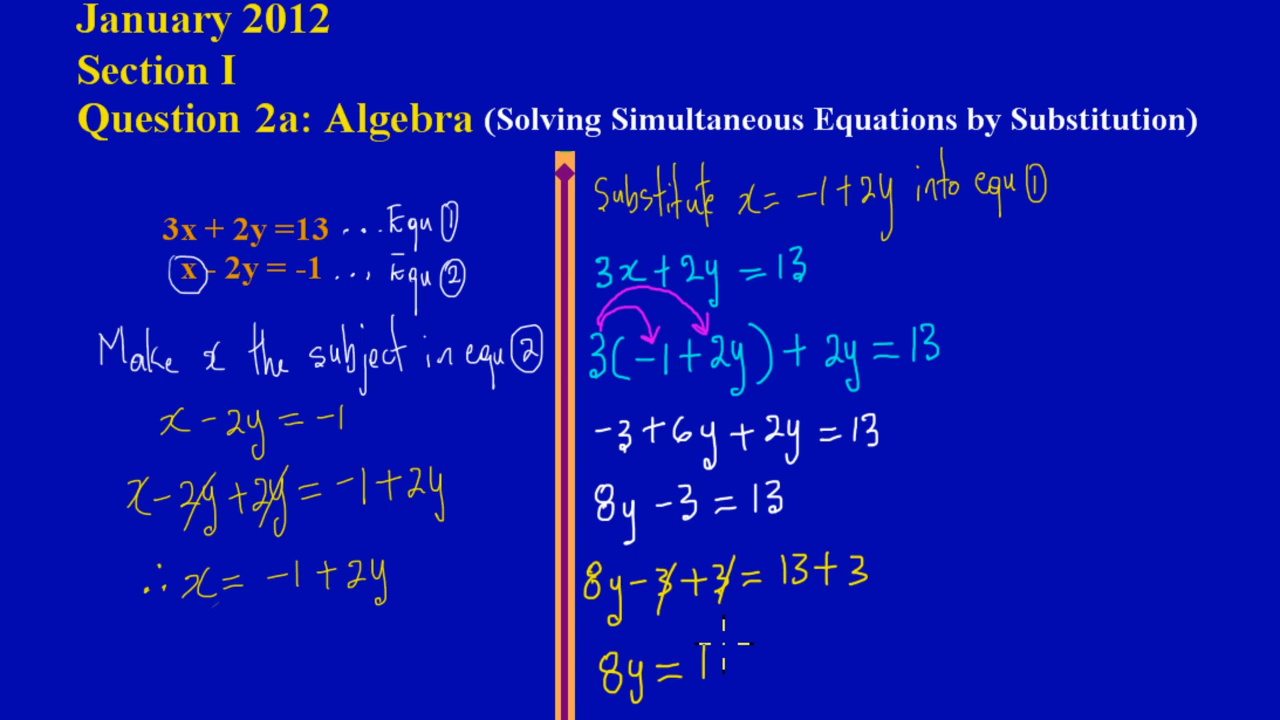 January 2012
Section I
Question 2a: Algebra (Solving Simultaneous Equations by Substitution)
3x + 2y =13 ... Equ ①
x - 2y = -1 ... Equ ②
Make x the subject in equ ②
x - 2y = -1
x - 2y + 2y = -1 + 2y
∴ x = -1 + 2y
Substitute x = -1 + 2y into equ ①
3x + 2y = 13
3(-1 + 2y) + 2y = 13
-3 + 6y + 2y = 13
8y - 3 = 13
8y - 3 + 3 = 13 + 3
8y = 1